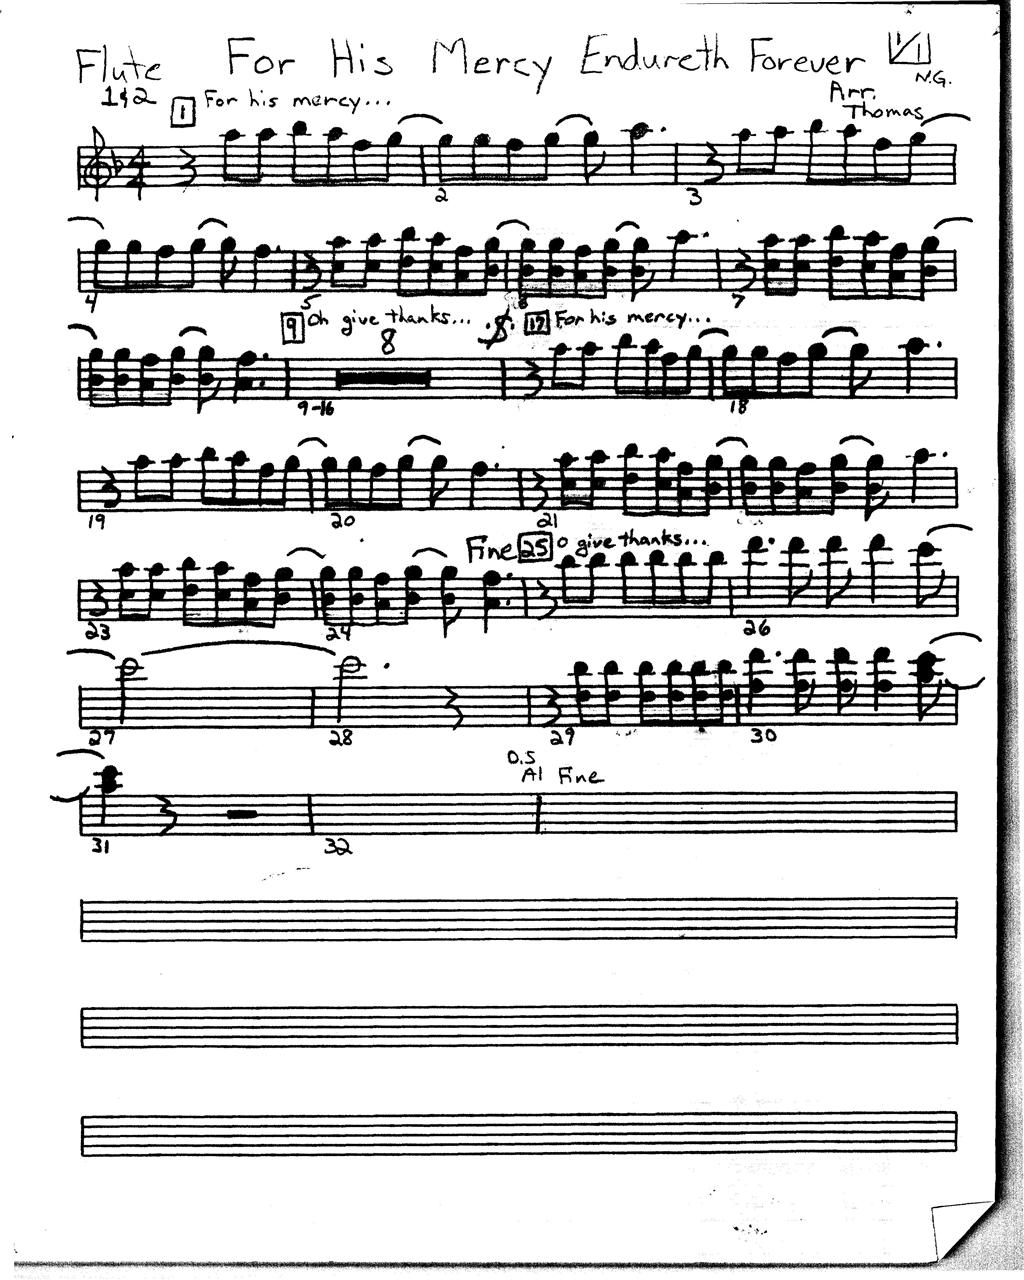 For His Mercy Endureth Forever 1/1
Flute N.G.
1&2 Arr. Thomas
1 For his mercy...
4
4
2 3
4 5 6 7
9 Oh give thanks... 17 For his mercy...
8
9-16 18
19 20 21
Fine 25 O give thanks...
23 24 26
27 28 29 30
D.S
Al Fine
31 32